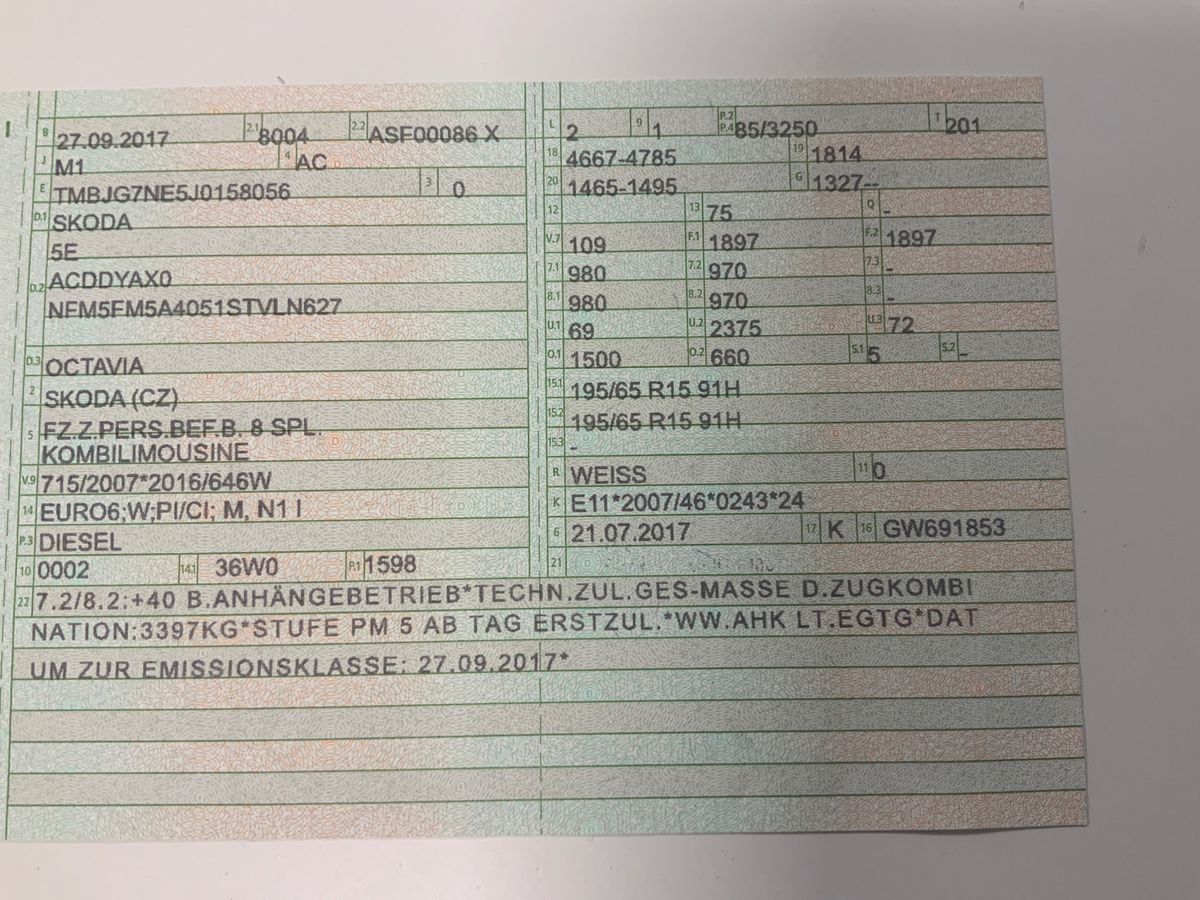 B 27.09.2017 2.1 8004 2.2 ASF00086 X
J M1 4 AC
E TMBJG7NE5J0158056 3 0
D.1 SKODA
5E
D.2 ACDDYAX0
NFM5FM5A4051STVLN627
D.3 OCTAVIA
2 SKODA (CZ)
5 FZ.Z.PERS.BEF.B. 8 SPL.
KOMBILIMOUSINE
V.9 715/2007*2016/646W
14 EURO6;W;PI/CI; M, N1 I
P.3 DIESEL
10 0002 14.1 36W0 P.1 1598
L 2 9 1 P.2 P.4 85/3250 T 201
18 4667-4785 19 1814
20 1465-1495 G 1327--
12 13 75 Q -
V.7 109 F.1 1897 F.2 1897
7.1 980 7.2 970 7.3 -
8.1 980 8.2 970 8.3 -
U.1 69 U.2 2375 U.3 72
O.1 1500 O.2 660 S.1 5 S.2 -
15.1 195/65 R15 91H
15.2 195/65 R15 91H
15.3 -
R WEISS 11 0
K E11*2007/46*0243*24
6 21.07.2017 17 K 16 GW691853
21
22 7.2/8.2:+40 B.ANHÄNGEBETRIEB*TECHN.ZUL.GES-MASSE D.ZUGKOMBI
NATION:3397KG*STUFE PM 5 AB TAG ERSTZUL.*WW.AHK LT.EGTG*DAT
UM ZUR EMISSIONSKLASSE: 27.09.2017*